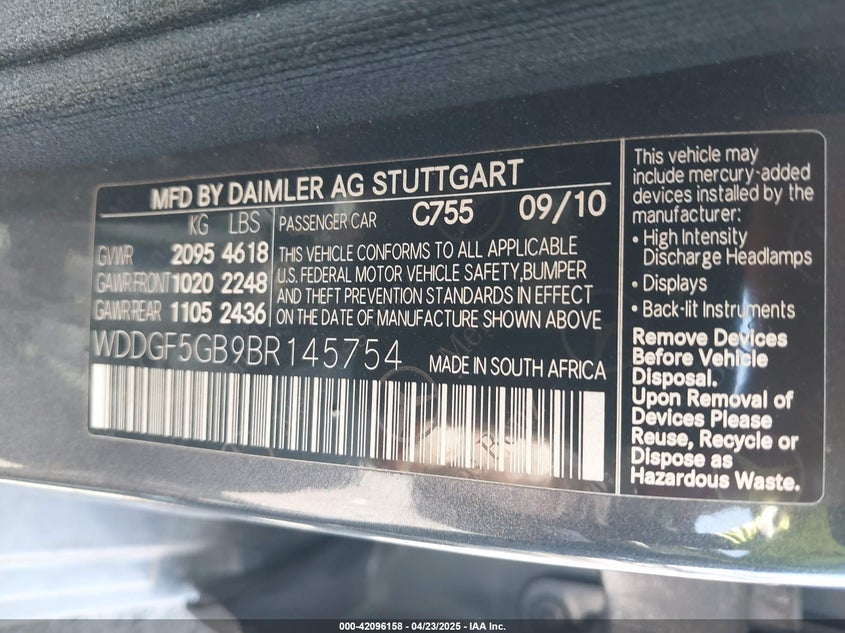 MFD BY DAIMLER AG STUTTGART
KG LBS
GVWR 2095 4618
GAWR FRONT 1020 2248
GAWR REAR 1105 2436
PASSENGER CAR C755 09/10
THIS VEHICLE CONFORMS TO ALL APPLICABLE
U.S. FEDERAL MOTOR VEHICLE SAFETY,BUMPER
AND THEFT PREVENTION STANDARDS IN EFFECT
ON THE DATE OF MANUFACTURE SHOWN ABOVE
WDDGF5GB9BR145754 MADE IN SOUTH AFRICA
This vehicle may
include mercury-added
devices installed by the
manufacturer:
• High Intensity
Discharge Headlamps
• Displays
• Back-lit Instruments
Remove Devices
Before Vehicle
Disposal.
Upon Removal of
Devices Please
Reuse, Recycle or
Dispose as
Hazardous Waste.
000-42096158 - 04/23/2025 - IAA Inc.